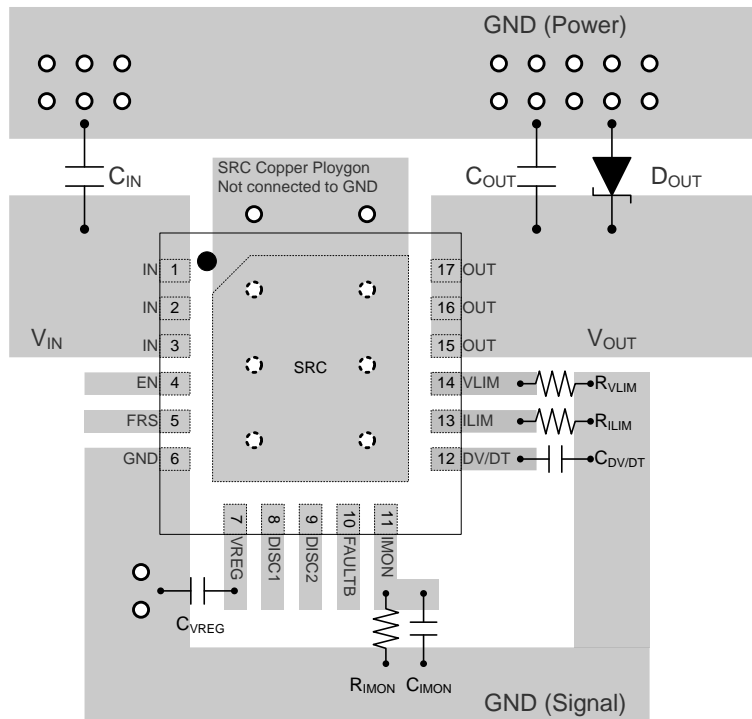 GND (Power)
C_IN
SRC Copper Ploygon
Not connected to GND
C_OUT
D_OUT
IN 1
17 OUT
IN 2
16 OUT
V_IN
IN 3
15 OUT
V_OUT
SRC
EN 4
14 VLIM
R_VLIM
FRS 5
13 ILIM
R_ILIM
GND 6
12 DV/DT
C_DV/DT
7 VREG
8 DISC1
9 DISC2
10 FAULTB
11 IMON
C_VREG
R_IMON
C_IMON
GND (Signal)